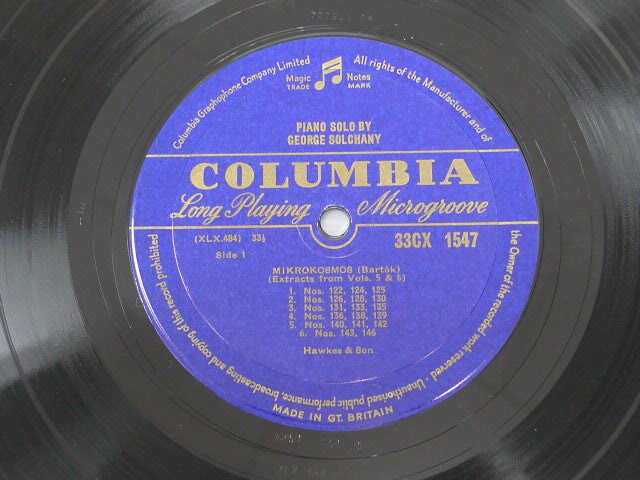 Columbia Graphophone Company Limited
All rights of the Manufacturer and of
the Owner of the recorded work reserved. · Unauthorised public performance, broadcasting and copying of this record prohibited
Magic Notes
TRADE MARK
PIANO SOLO BY
GEORGE SOLCHANY
COLUMBIA
Long Playing Microgroove
(XLX.484) 33⅓
33CX 1547
Side 1
MIKROKOSMOS (Bartók)
(Extracts from Vols. 5 & 6)
1. Nos. 122, 124, 125
2. Nos. 126, 128, 130
3. Nos. 131, 133, 135
4. Nos. 136, 138, 139
5. Nos. 140, 141, 142
6. Nos. 143, 146
Hawkes & Son
MADE IN GT. BRITAIN